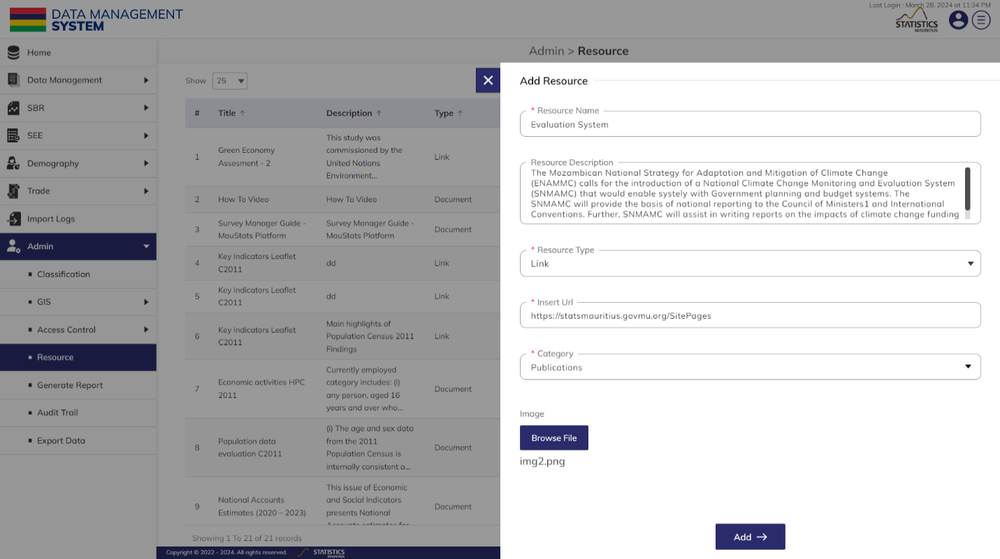 DATA MANAGEMENT
SYSTEM
Last Login : March 28, 2024 at 11:34 PM
STATISTICS
MAURITIUS
Home
Data Management
SBR
SEE
Demography
Trade
Import Logs
Admin
Classification
GIS
Access Control
Resource
Generate Report
Audit Trail
Export Data
Admin > Resource
Show 25
# Title ↑ Description ↑ Type ↑
1 Green Economy Assesment - 2 This study was commissioned by the United Nations Environment... Link
2 How To Video How To Video Document
3 Survey Manager Guide - MauStats Platform Survey Manager Guide - MauStats Platform Document
4 Key Indicators Leaflet C2011 dd Link
5 Key Indicators Leaflet C2011 dd Link
6 Key Indicators Leaflet C2011 Main highlights of Population Census 2011 Findings Link
7 Economic activities HPC 2011 Currently employed category includes: (i) any person, aged 16 years and over who... Document
8 Population data evaluation C2011 (i) The age and sex data from the 2011 Population Census is internally consistent a... Document
9 National Accounts Estimates (2020 – 2023) This issue of Economic and Social Indicators presents National Accounts estimates for Document
Showing 1 To 21 of 21 records
Copyright © 2022 - 2024. All rights reserved.
STATISTICS
MAURITIUS
Add Resource
* Resource Name
Evaluation System
Resource Description
The Mozambican National Strategy for Adaptation and Mitigation of Climate Change
(ENAMMC) calls for the introduction of a National Climate Change Monitoring and Evaluation System
(SNMAMC) that would enable systely with Government planning and budget systems. The
SNMAMC will provide the basis of national reporting to the Council of Ministers1 and International
Conventions. Further, SNMAMC will assist in writing reports on the impacts of climate change funding
* Resource Type
Link
* Insert Url
https://statsmauritius.govmu.org/SitePages
* Category
Publications
Image
Browse File
img2.png
Add →